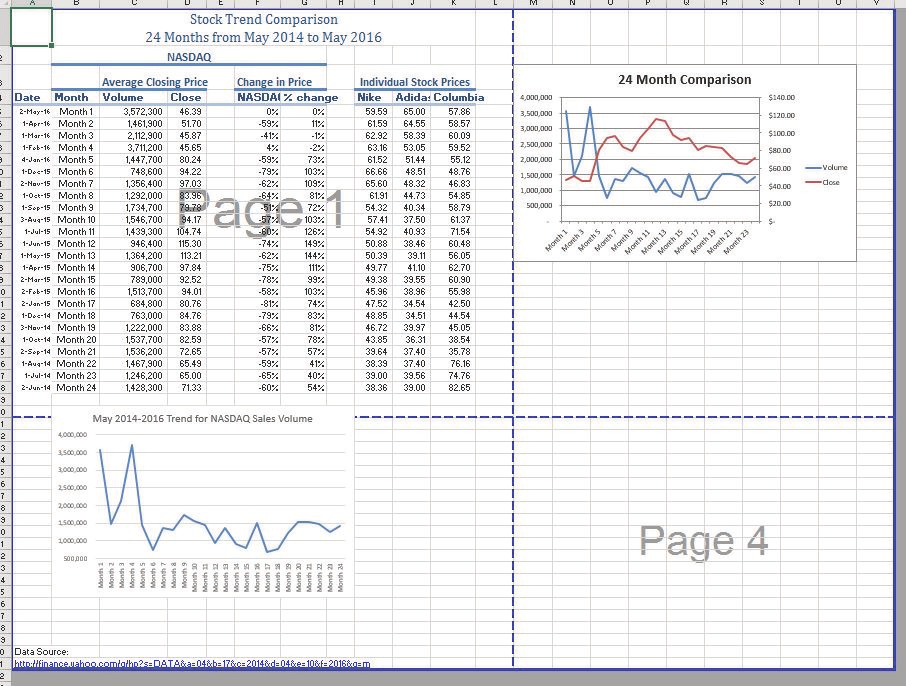 A B C D E F G H I J K L M N O P Q R S T U V
Stock Trend Comparison
24 Months from May 2014 to May 2016
NASDAQ
Average Closing Price Change in Price Individual Stock Prices
Date Month Volume Close NASDA( % change Nike Adida: Columbia
2-May-16 Month 1 3,572,300 46.39 0% 0% 59.59 65.00 57.86
1-Apr-16 Month 2 1,461,900 51.70 -59% 11% 61.59 64.55 58.57
1-Mar-16 Month 3 2,112,900 45.87 -41% -1% 62.92 58.39 60.09
1-Feb-16 Month 4 3,711,200 45.65 4% -2% 63.16 53.05 59.52
4-Jan-16 Month 5 1,447,700 80.24 -59% 73% 61.52 51.44 55.12
1-Dec-15 Month 6 748,600 94.22 -79% 103% 66.66 48.51 48.76
2-Nov-15 Month 7 1,356,400 97.03 -62% 109% 65.60 48.32 46.83
1-Oct-15 Month 8 1,292,000 83.96 -64% 81% 61.91 44.73 54.85
1-Sep-15 Month 9 1,734,700 79.78 -51% 72% 54.32 40.34 58.79
3-Aug-15 Month 10 1,546,700 94.17 -57% 103% 57.41 37.50 61.37
1-Jul-15 Month 11 1,439,300 104.74 -60% 126% 54.92 40.93 71.54
1-Jun-15 Month 12 946,400 115.30 -74% 149% 50.88 38.46 60.48
1-May-15 Month 13 1,364,200 113.21 -62% 144% 50.39 39.11 56.05
1-Apr-15 Month 14 906,700 97.84 -75% 111% 49.77 41.10 62.70
2-Mar-15 Month 15 789,000 92.52 -78% 99% 49.38 39.55 60.90
2-Feb-15 Month 16 1,513,700 94.01 -58% 103% 45.96 38.96 55.98
2-Jan-15 Month 17 684,800 80.76 -81% 74% 47.52 34.54 42.50
1-Dec-14 Month 18 763,000 84.76 -79% 83% 48.85 34.51 44.54
3-Nov-14 Month 19 1,222,000 83.88 -66% 81% 46.72 39.97 45.05
1-Oct-14 Month 20 1,537,700 82.59 -57% 78% 43.85 36.31 38.54
2-Sep-14 Month 21 1,536,200 72.65 -57% 57% 39.64 37.40 35.78
1-Aug-14 Month 22 1,467,900 65.49 -59% 41% 38.39 37.40 76.16
1-Jul-14 Month 23 1,246,200 65.00 -65% 40% 39.00 39.56 74.76
2-Jun-14 Month 24 1,428,300 71.33 -60% 54% 38.36 39.00 82.65
Page 1
24 Month Comparison
4,000,000 $140.00
3,500,000 $120.00
3,000,000 $100.00
2,500,000 $80.00
2,000,000 $60.00
1,500,000 $40.00
1,000,000 $20.00
500,000 $-
Volume
Close
Month 1 Month 3 Month 5 Month 7 Month 9 Month 11 Month 13 Month 15 Month 17 Month 19 Month 21 Month 23
May 2014-2016 Trend for NASDAQ Sales Volume
4,000,000
3,500,000
3,000,000
2,500,000
2,000,000
1,500,000
1,000,000
500,000
Month 1 Month 2 Month 3 Month 4 Month 5 Month 6 Month 7 Month 8 Month 9 Month 10 Month 11 Month 12 Month 13 Month 14 Month 15 Month 16 Month 17 Month 18 Month 19 Month 20 Month 21 Month 22 Month 23 Month 24
Page 4
Data Source:
http://finance.yahoo.com/q/hp?s=DATA&a=04&b=17&c=2014&d=04&e=10&f=2016&g=m